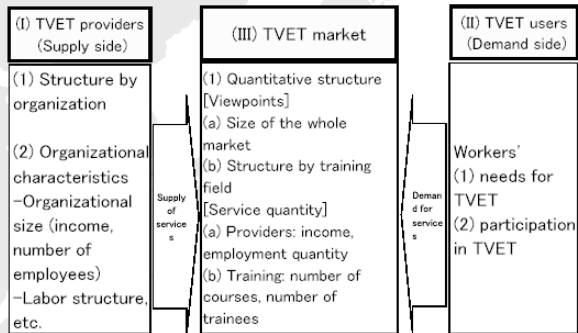 (I) TVET providers
(Supply side)
(1) Structure by
organization
(2) Organizational
characteristics
-Organizational
size (income,
number of
employees)
-Labor structure,
etc.
Supply
of
service
s
(III) TVET market
(1) Quantitative structure
[Viewpoints]
(a) Size of the whole
market
(b) Structure by training
field
[Service quantity]
(a) Providers: income,
employment quantity
(b) Training: number of
courses, number of
trainees
Deman
d for
service
s
(II) TVET users
(Demand side)
Workers'
(1) needs for
TVET
(2) participation
in TVET